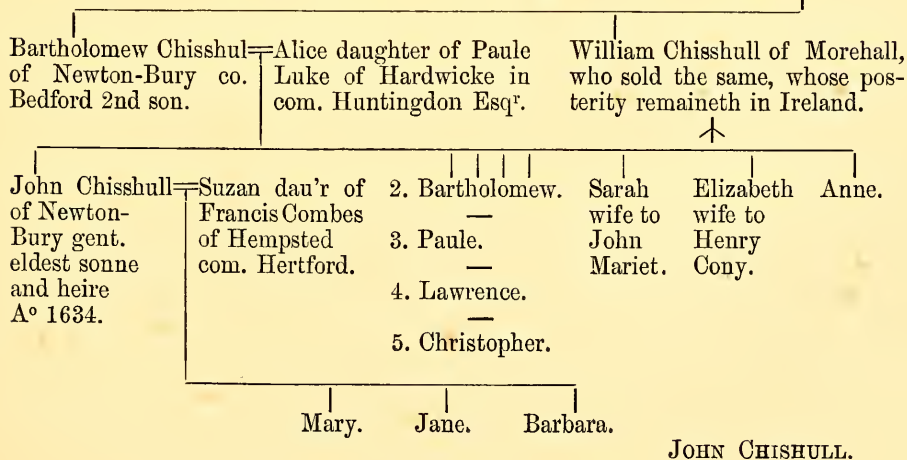 Bartholomew Chisshul=Alice daughter of Paule
of Newton-Bury co. Luke of Hardwicke in
Bedford 2nd son. com. Huntingdon Esqr.
William Chisshull of Morehall,
who sold the same, whose pos-
terity remaineth in Ireland.
John Chisshull=Suzan dau'r of
of Newton- Francis Combes
Bury gent. of Hempsted
eldest sonne com. Hertford.
and heire
Ao 1634.
2. Bartholomew.
—
3. Paule.
—
4. Lawrence.
—
5. Christopher.
Sarah
wife to
John
Mariet.
Elizabeth
wife to
Henry
Cony.
Anne.
Mary. Jane. Barbara.
JOHN CHISHULL.